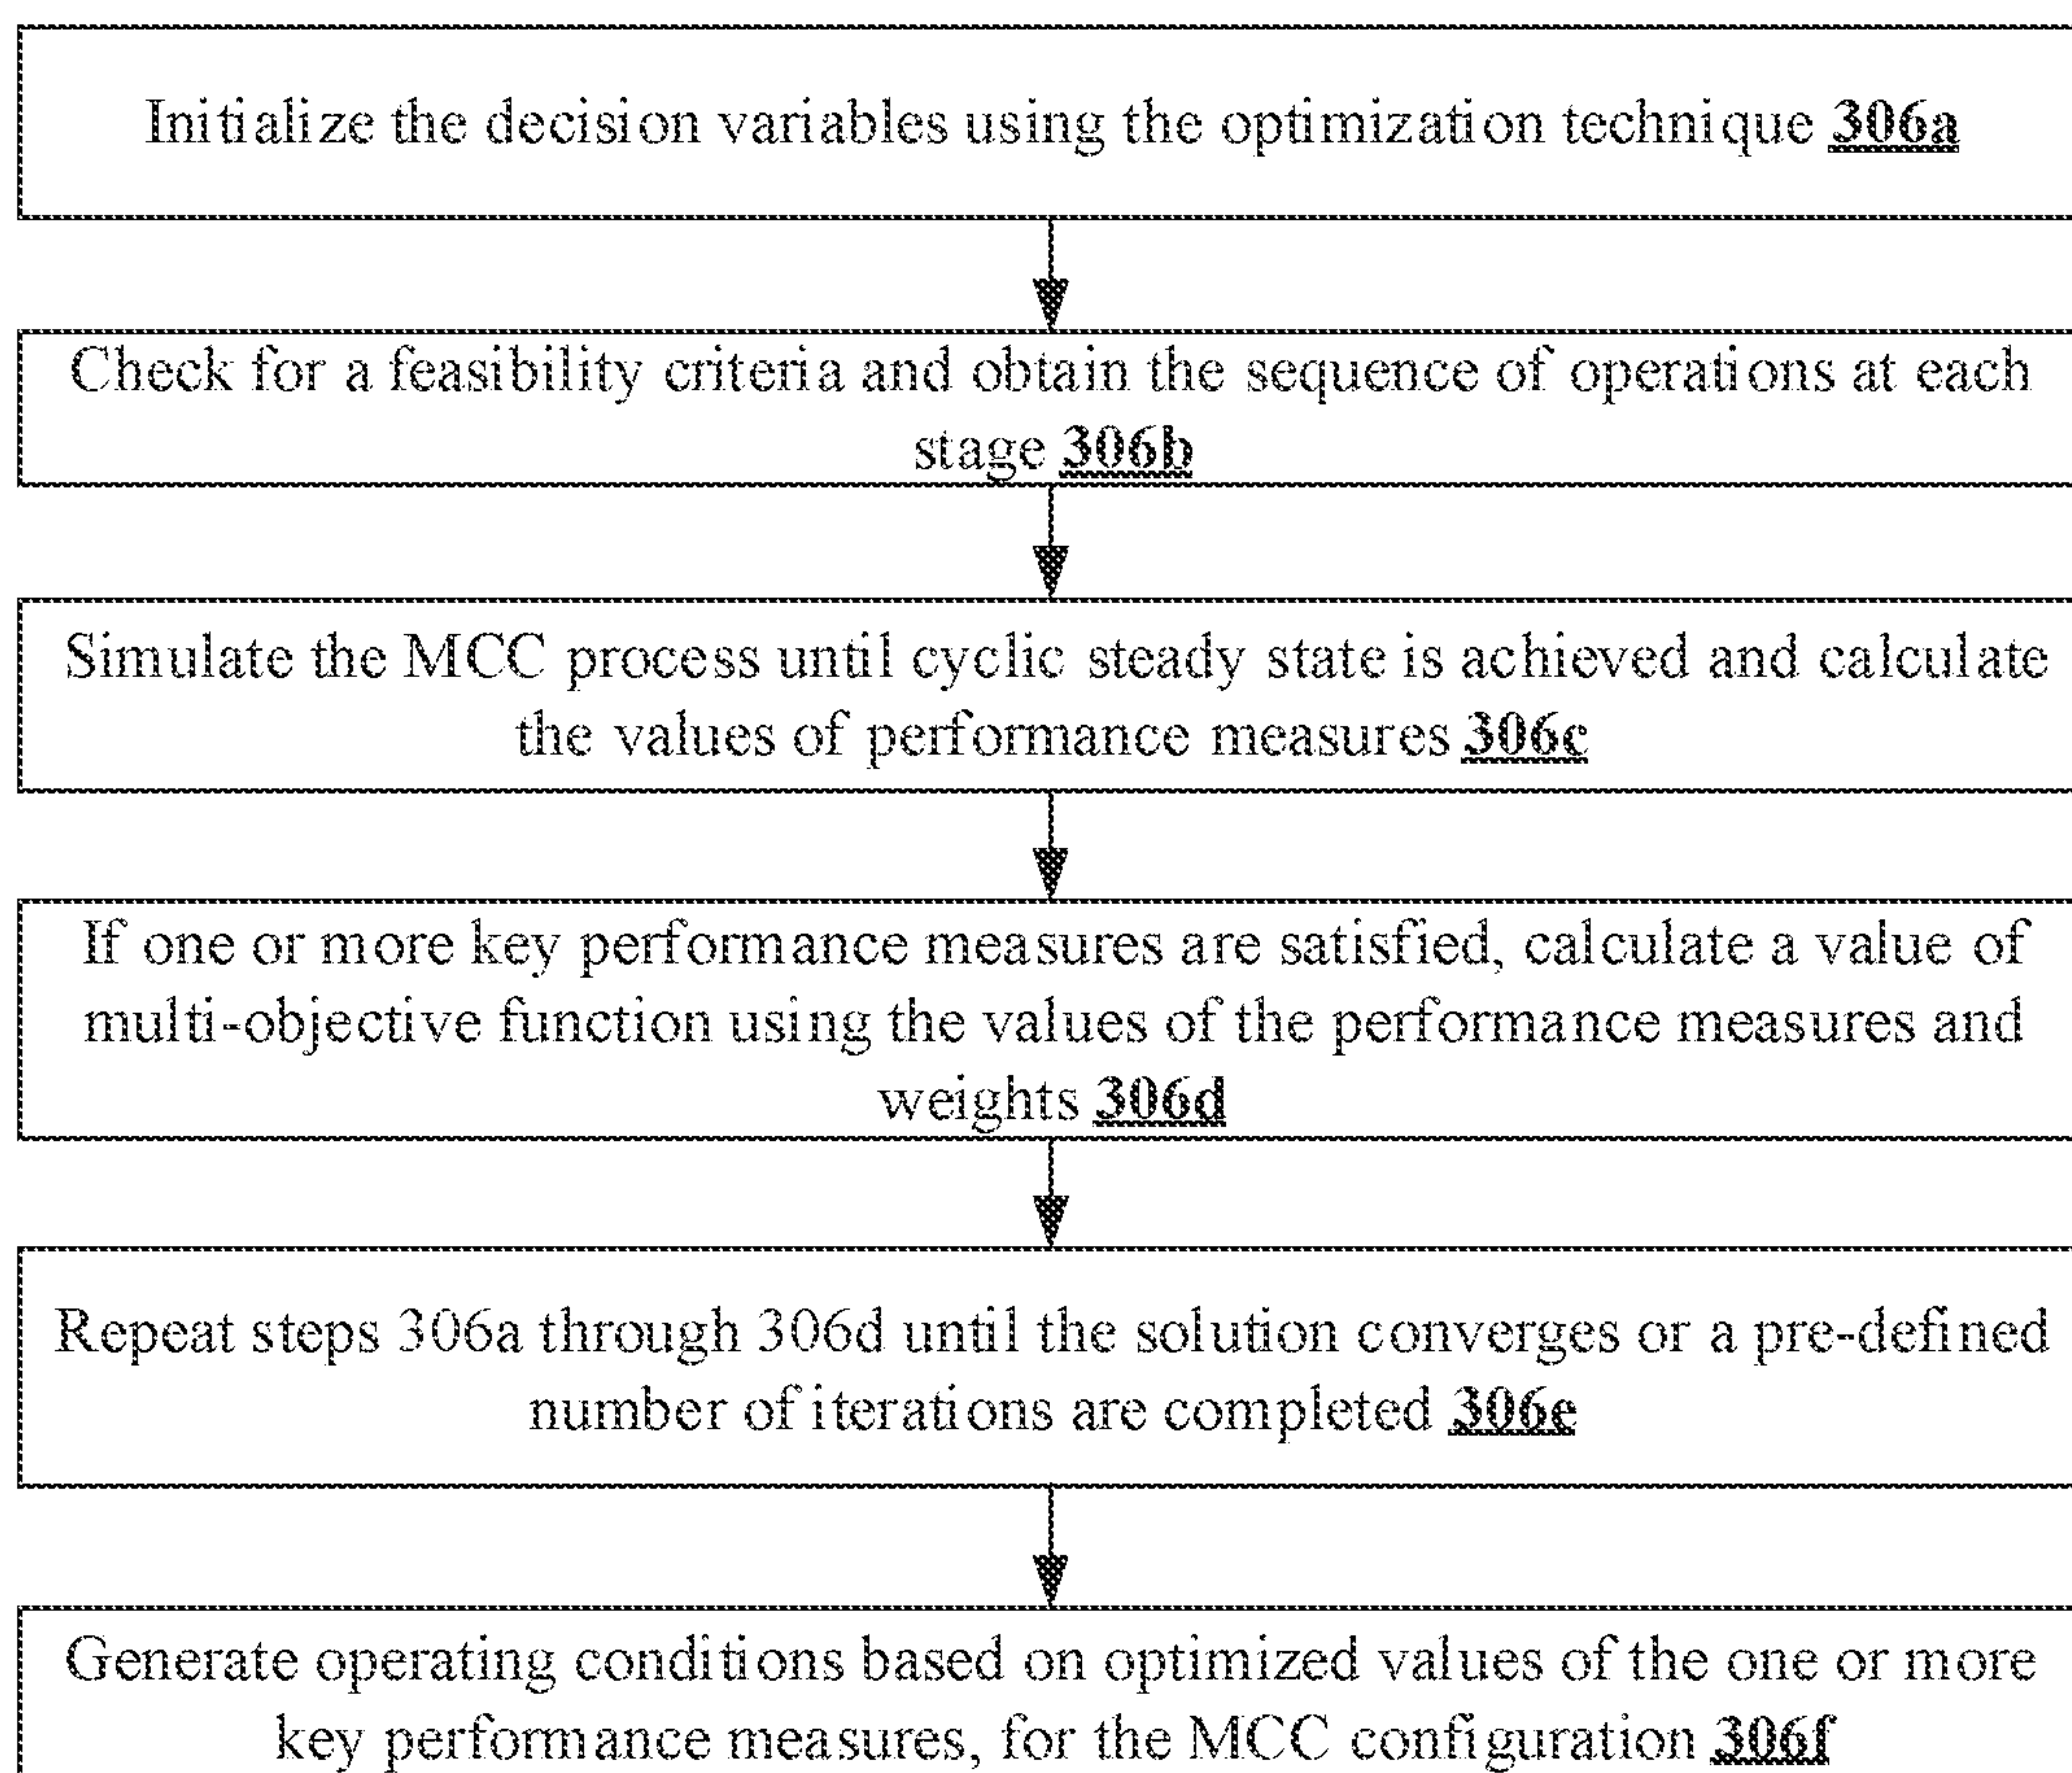 Initialize the decision variables using the optimization technique 306a
Check for a feasibility criteria and obtain the sequence of operations at each
stage 306b
Simulate the MCC process until cyclic steady state is achieved and calculate
the values of performance measures 306c
If one or more key performance measures are satisfied, calculate a value of
multi-objective function using the values of the performance measures and
weights 306d
Repeat steps 306a through 306d until the solution converges or a pre-defined
number of iterations are completed 306e
Generate operating conditions based on optimized values of the one or more
key performance measures, for the MCC configuration 306f